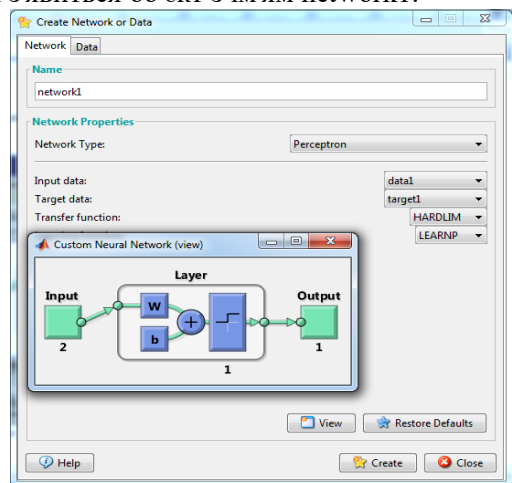 network1.
Create Network or Data
Network Data
Name
network1
Network Properties
Network Type: Perceptron
Input data: data1
Target data: target1
Transfer function: HARDLIM
LEARNP
Custom Neural Network (view)
Layer
Input Output
W
b
2 1
1
View Restore Defaults
Help Create Close